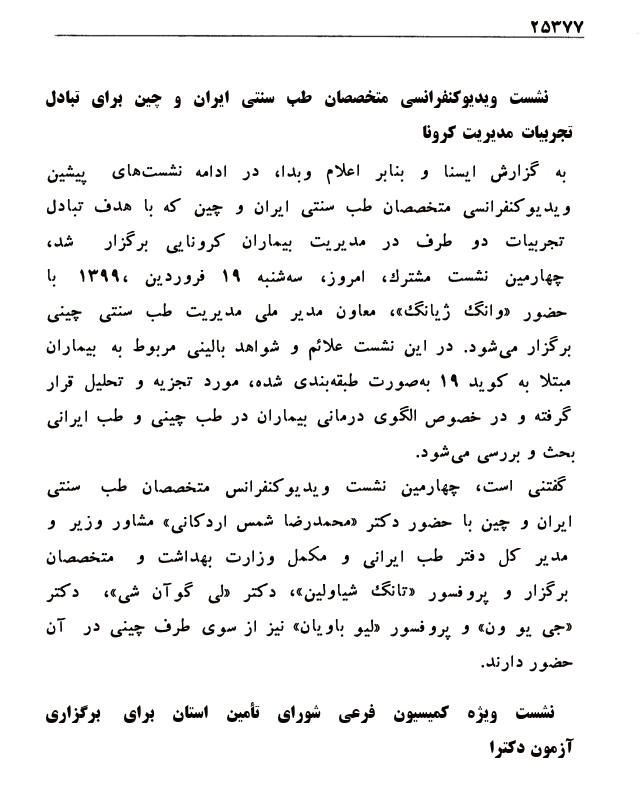 ۲۵۳۷۷
نشست ویدیوکنفرانسی متخصصان طب سنتی ایران و چین برای تبادل
تجربیات مدیریت کرونا
به گزارش ایسنا و بنابر اعلام وبدا، در ادامه نشست‌های پیشین
ویدیوکنفرانسی متخصصان طب سنتی ایران و چین که با هدف تبادل
تجربیات دو طرف در مدیریت بیماران کرونایی برگزار شد،
چهارمین نشست مشترك، امروز، سه‌شنبه ۱۹ فروردین ،۱۳۹۹ با
حضور «وانگ ژیانگ»، معاون مدیر ملی مدیریت طب سنتی چینی
برگزار می‌شود. در این نشست علائم و شواهد بالینی مربوط به بیماران
مبتلا به کوید ۱۹ به‌صورت طبقه‌بندی شده، مورد تجزیه و تحلیل قرار
گرفته و در خصوص الگوی درمانی بیماران در طب چینی و طب ایرانی
بحث و بررسی می‌شود.
گفتنی است، چهارمین نشست ویدیوکنفرانس متخصصان طب سنتی
ایران و چین با حضور دکتر «محمدرضا شمس اردکانی» مشاور وزیر و
مدیر کل دفتر طب ایرانی و مکمل وزارت بهداشت و متخصصان
برگزار و پروفسور «تانگ شیاولین»، دکتر «لی گوآن شی»، دکتر
«جی یو ون» و پروفسور «لیو باویان» نیز از سوی طرف چینی در آن
حضور دارند.
نشست ویژه کمیسیون فرعی شورای تأمین استان برای برگزاری
آزمون دکترا